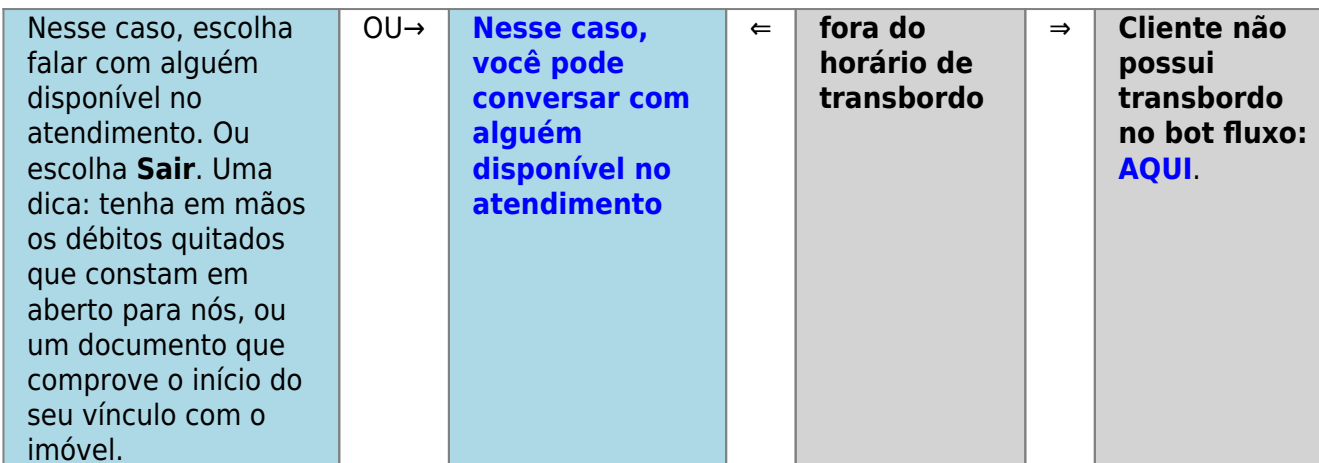 Nesse caso, escolha
falar com alguém
disponível no
atendimento. Ou
escolha Sair. Uma
dica: tenha em mãos
os débitos quitados
que constam em
aberto para nós, ou
um documento que
comprove o início do
seu vínculo com o
imóvel.
OU→
Nesse caso,
você pode
conversar com
alguém
disponível no
atendimento
⇐
fora do
horário de
transbordo
⇒
Cliente não
possui
transbordo
no bot fluxo:
AQUI.